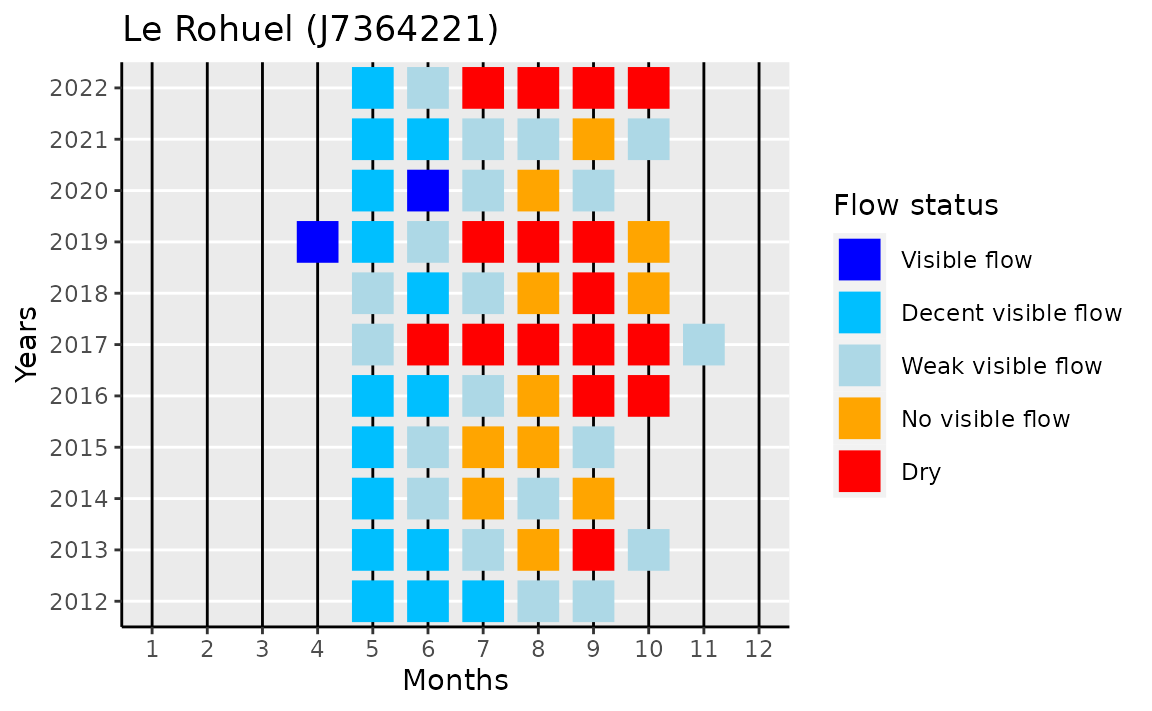 Le Rohuel (J7364221)
Years
2022
2021
2020
2019
2018
2017
2016
2015
2014
2013
2012
1 2 3 4 5 6 7 8 9 10 11 12
Months
Flow status
Visible flow
Decent visible flow
Weak visible flow
No visible flow
Dry